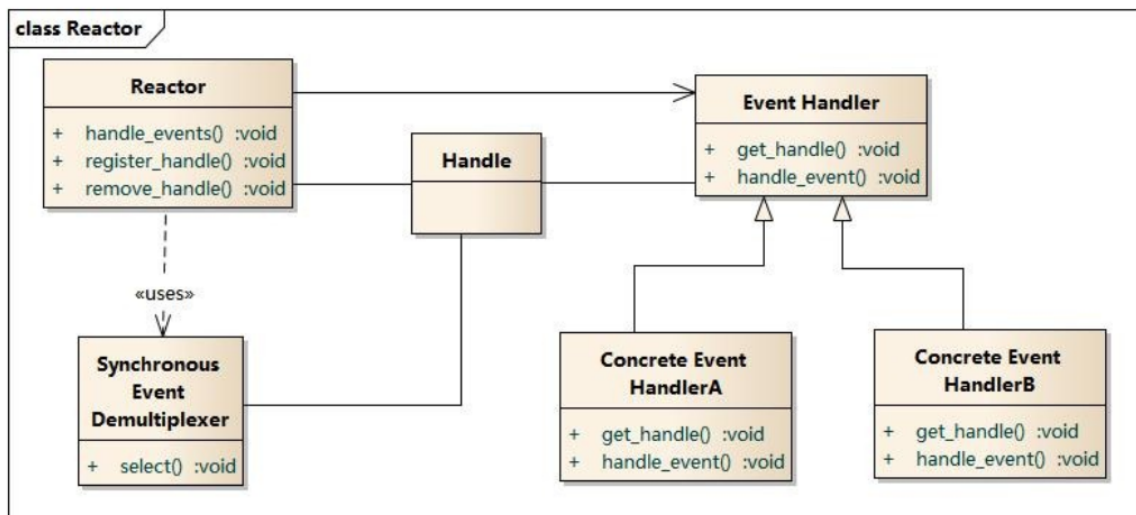 class Reactor
Reactor
+ handle_events() :void
+ register_handle() :void
+ remove_handle() :void
Handle
Event Handler
+ get_handle() :void
+ handle_event() :void
«uses»
Synchronous
Event
Demultiplexer
+ select() :void
Concrete Event
HandlerA
+ get_handle() :void
+ handle_event() :void
Concrete Event
HandlerB
+ get_handle() :void
+ handle_event() :void